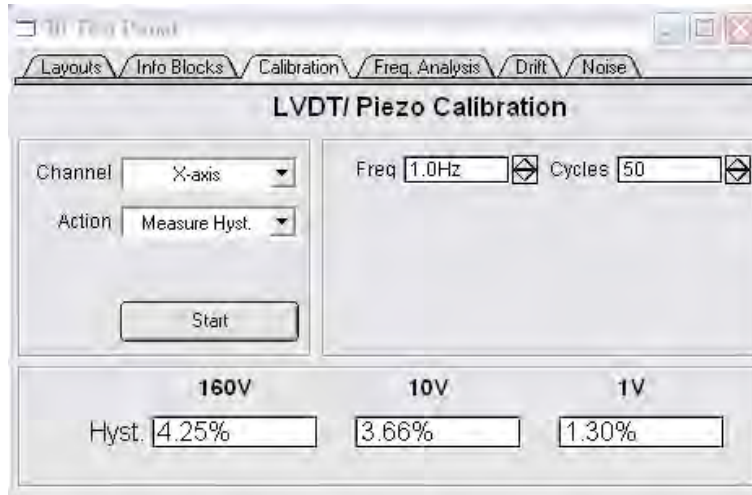 Layouts Info Blocks Calibration Freq. Analysis Drift Noise
LVDT/ Piezo Calibration
Channel X-axis
Freq 1.0Hz Cycles 50
Action Measure Hyst.
Start
160V 10V 1V
Hyst. 4.25% 3.66% 1.30%